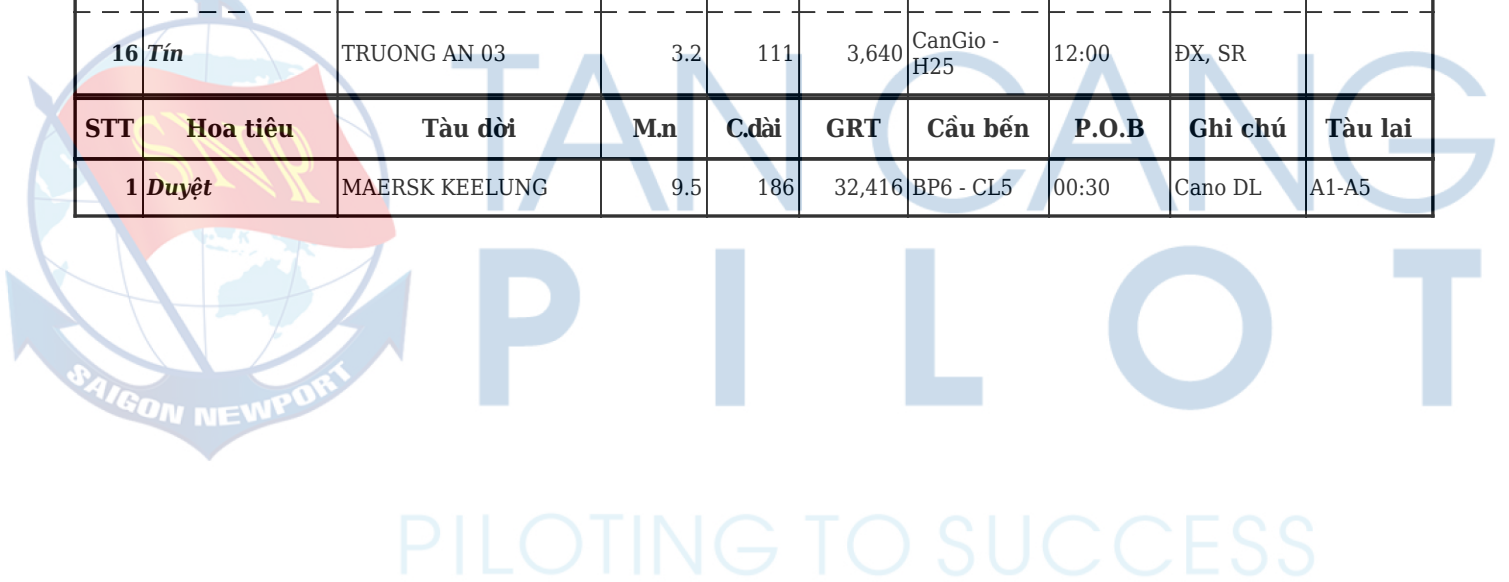 16 Tín TRUONG AN 03 3.2 111 3,640 CanGio - H25 12:00 ĐX, SR
STT Hoa tiêu Tàu dời M.n C.dài GRT Cầu bến P.O.B Ghi chú Tàu lai
1 Duyệt MAERSK KEELUNG 9.5 186 32,416 BP6 - CL5 00:30 Cano DL A1-A5
TAN CANG
SNP
PILOT
SAIGON NEWPORT
PILOTING TO SUCCESS